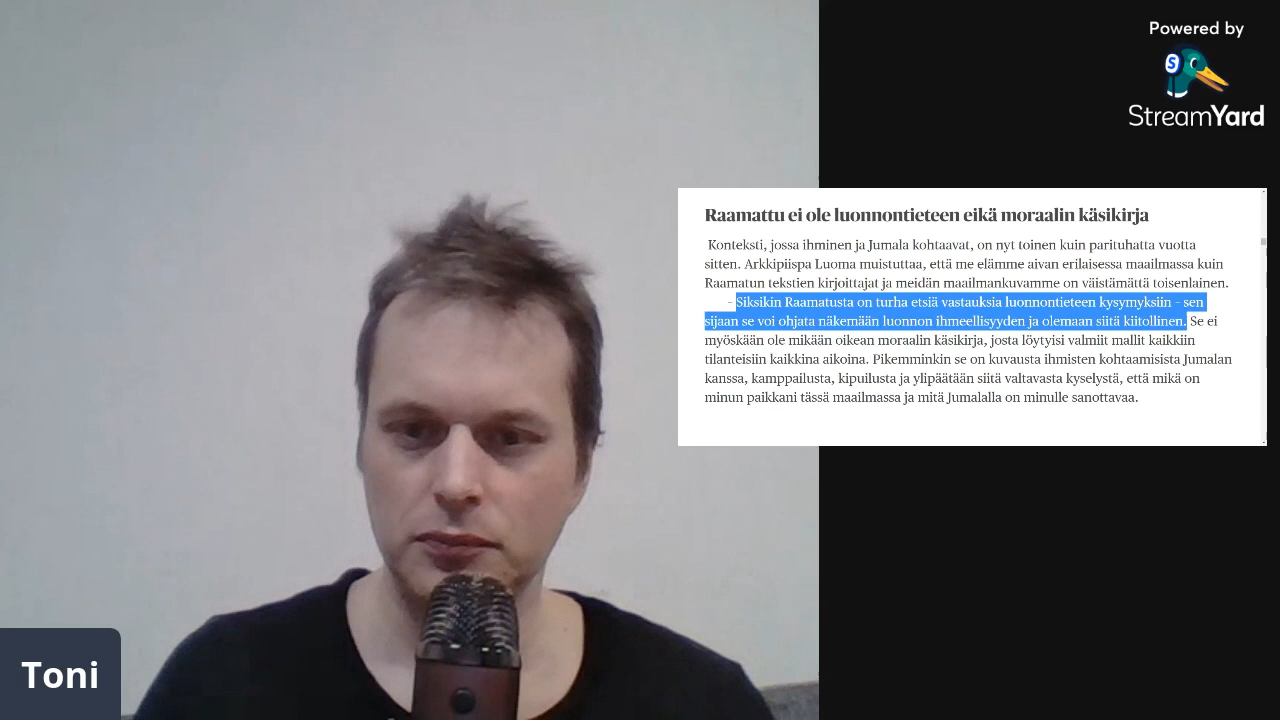 Powered by
StreamYard
Raamattu ei ole luonnontieteen eikä moraalin käsikirja
Konteksti, jossa ihminen ja Jumala kohtaavat, on nyt toinen kuin parituhatta vuotta
sitten. Arkkipiispa Luoma muistuttaa, että me elämme aivan erilaisessa maailmassa kuin
Raamatun tekstien kirjoittajat ja meidän maailmankuvamme on väistämättä toisenlainen.
- Siksikin Raamatusta on turha etsiä vastauksia luonnontieteen kysymyksiin – sen
sijaan se voi ohjata näkemään luonnon ihmeellisyyden ja olemaan siitä kiitollinen. Se ei
myöskään ole mikään oikean moraalin käsikirja, josta löytyisi valmiit mallit kaikkiin
tilanteisiin kaikkina aikoina. Pikemminkin se on kuvausta ihmisten kohtaamisista Jumalan
kanssa, kamppailusta, kipuilusta ja ylipäätään siitä valtavasta kyselystä, että mikä on
minun paikkani tässä maailmassa ja mitä Jumalalla on minulle sanottavaa.
Toni